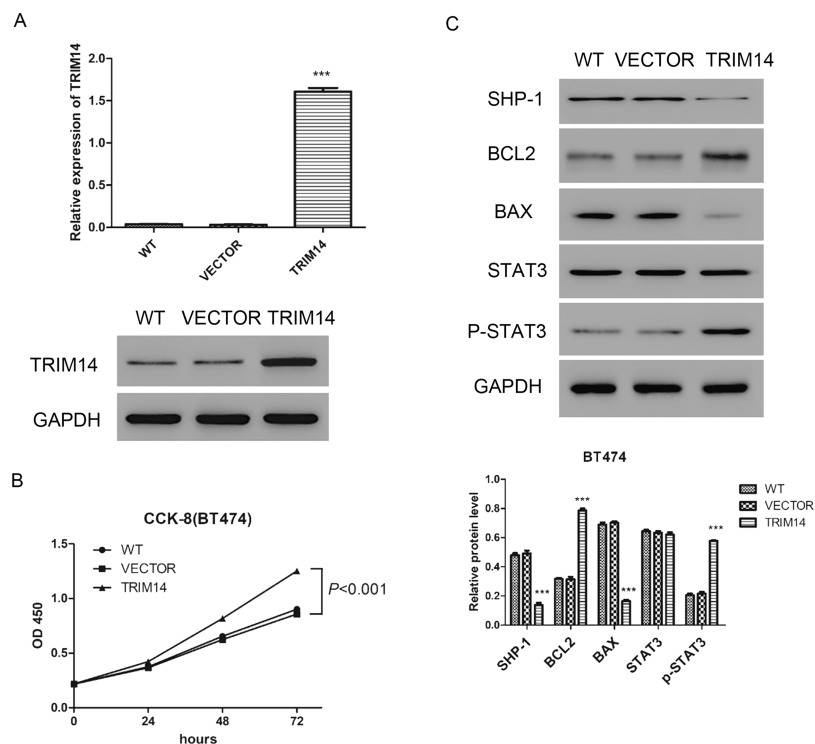 A
Relative expression of TRIM14
2.0
1.5
1.0
0.5
0.0
***
WT
VECTOR
TRIM14
WT VECTOR TRIM14
TRIM14
GAPDH
B
CCK-8(BT474)
WT
VECTOR
TRIM14
OD 450
1.5
1.0
0.5
0.0
P<0.001
0 24 48 72
hours
C
WT VECTOR TRIM14
SHP-1
BCL2
BAX
STAT3
P-STAT3
GAPDH
BT474
Relative protein level
1.0
0.8
0.6
0.4
0.2
0.0
***
***
***
***
WT
VECTOR
TRIM14
SHP-1
BCL2
BAX
STAT3
p-STAT3